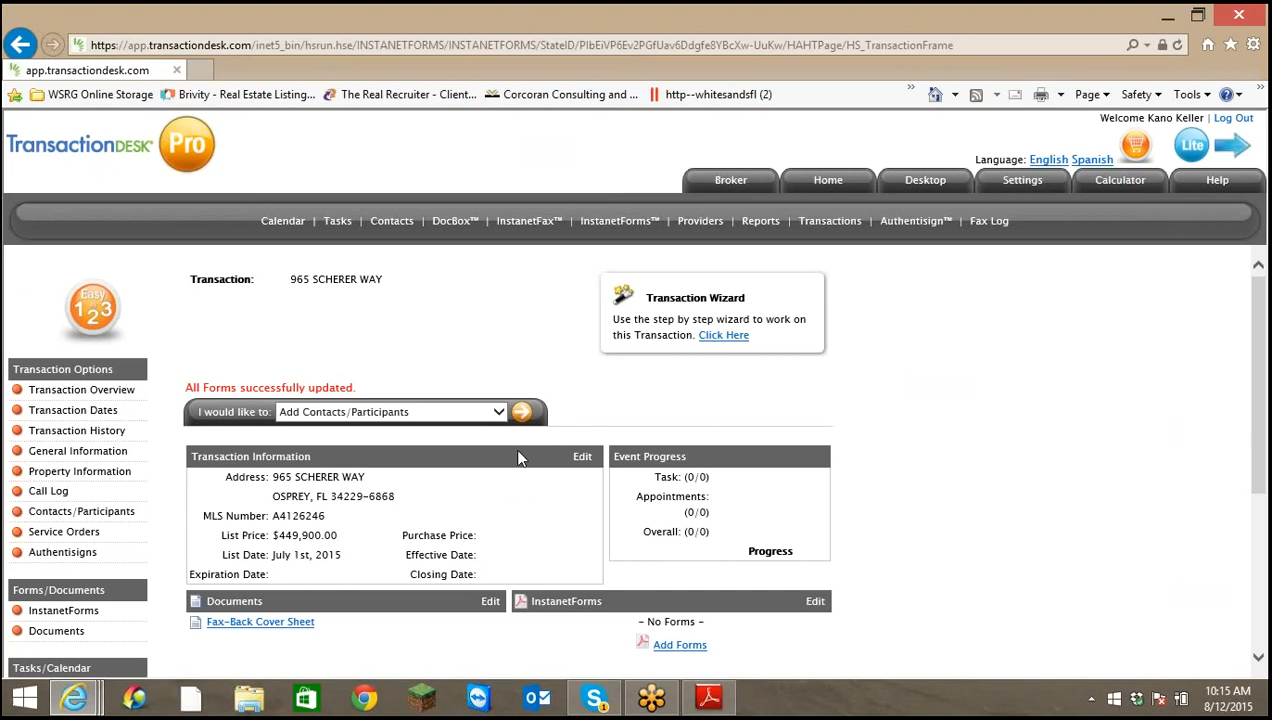 https://app.transactiondesk.com/inet5_bin/hsrun.hse/INSTANETFORMS/INSTANETFORMS/StateID/PIbEiVP6Ev2PGfUav6Ddgfe8YBcXw-UuKw/HAHTPage/HS_TransactionFrame
app.transactiondesk.com
WSRG Online Storage
Brivity - Real Estate Listing...
The Real Recruiter - Client...
Corcoran Consulting and ...
http--whitesandsfl (2)
Page
Safety
Tools
Welcome Kano Keller | Log Out
TRANSACTIONDESK® Pro
Language: English Spanish
Lite
Broker Home Desktop Settings Calculator Help
Calendar | Tasks | Contacts | DocBox™ | InstanetFax™ | InstanetForms™ | Providers | Reports | Transactions | Authentisign™ | Fax Log
Easy
123
Transaction: 965 SCHERER WAY
Transaction Wizard
Use the step by step wizard to work on
this Transaction. Click Here
Transaction Options
Transaction Overview
Transaction Dates
Transaction History
General Information
Property Information
Call Log
Contacts/Participants
Service Orders
Authentisigns
Forms/Documents
InstanetForms
Documents
Tasks/Calendar
All Forms successfully updated.
I would like to: Add Contacts/Participants
Transaction Information Edit
Address: 965 SCHERER WAY
OSPREY, FL 34229-6868
MLS Number: A4126246
List Price: $449,900.00 Purchase Price:
List Date: July 1st, 2015 Effective Date:
Expiration Date: Closing Date:
Event Progress
Task: (0/0)
Appointments:
(0/0)
Overall: (0/0)
Progress
Documents Edit
Fax-Back Cover Sheet
InstanetForms Edit
- No Forms -
Add Forms
10:15 AM
8/12/2015